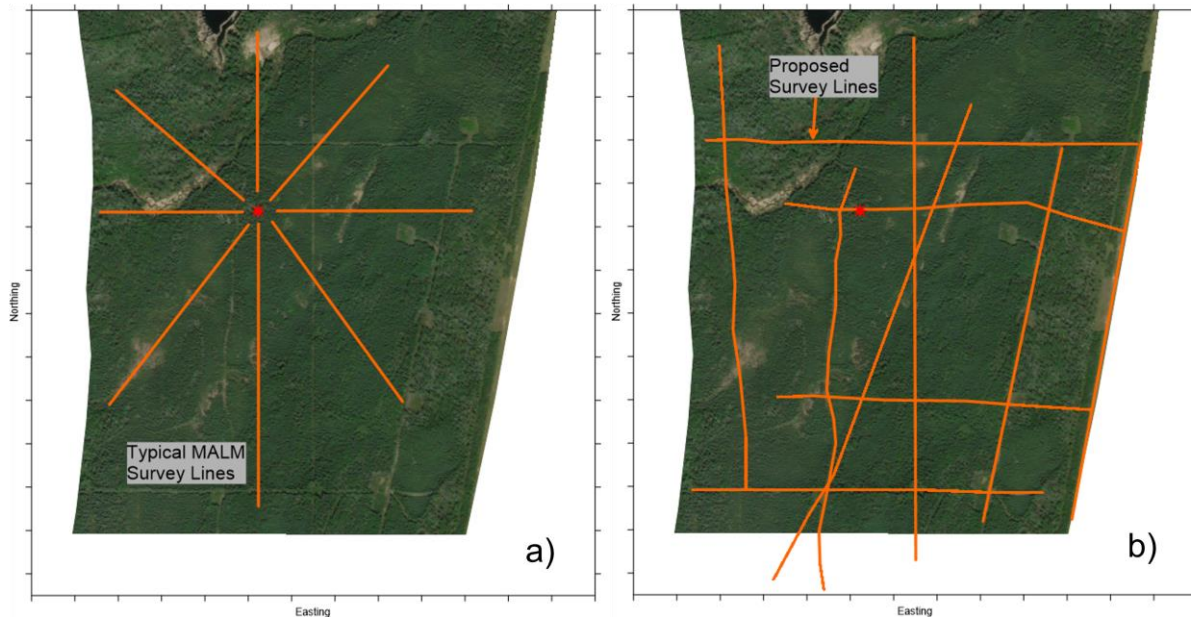 Typical MALM
Survey Lines
a)
Northing
Easting
Proposed
Survey Lines
b)
Northing
Easting